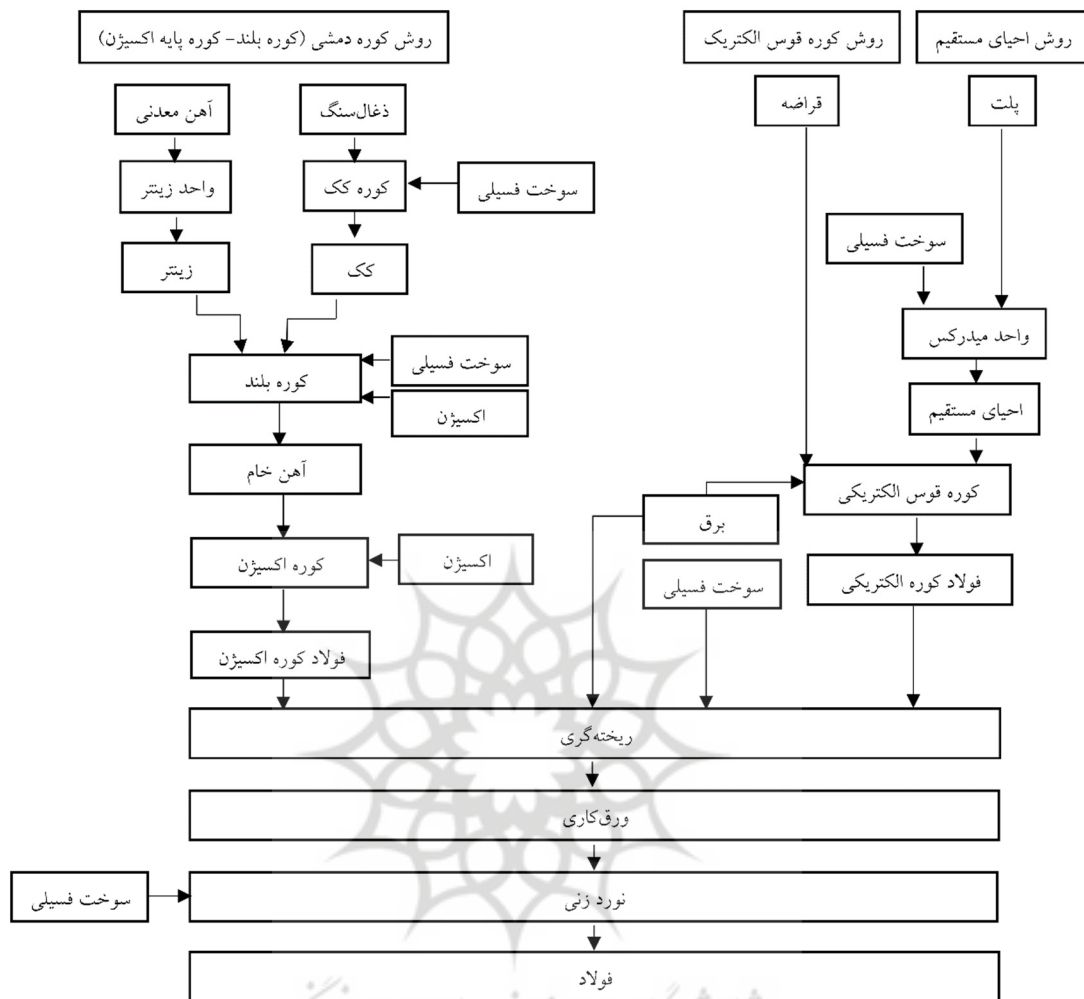 روش احیای مستقیم
روش کوره قوس الکتریک
روش کوره دمشی (کوره بلند- کوره پایه اکسیژن)
پلت
قراضه
ذغال‌سنگ
آهن معدنی
سوخت فسیلی
کوره کک
واحد زینتر
سوخت فسیلی
کک
زینتر
واحد میدرکس
سوخت فسیلی
کوره بلند
احیای مستقیم
اکسیژن
آهن خام
کوره قوس الکتریکی
برق
اکسیژن
کوره اکسیژن
فولاد کوره الکتریکی
سوخت فسیلی
فولاد کوره اکسیژن
ریخته‌گری
ورق‌کاری
نورد زنی
سوخت فسیلی
فولاد